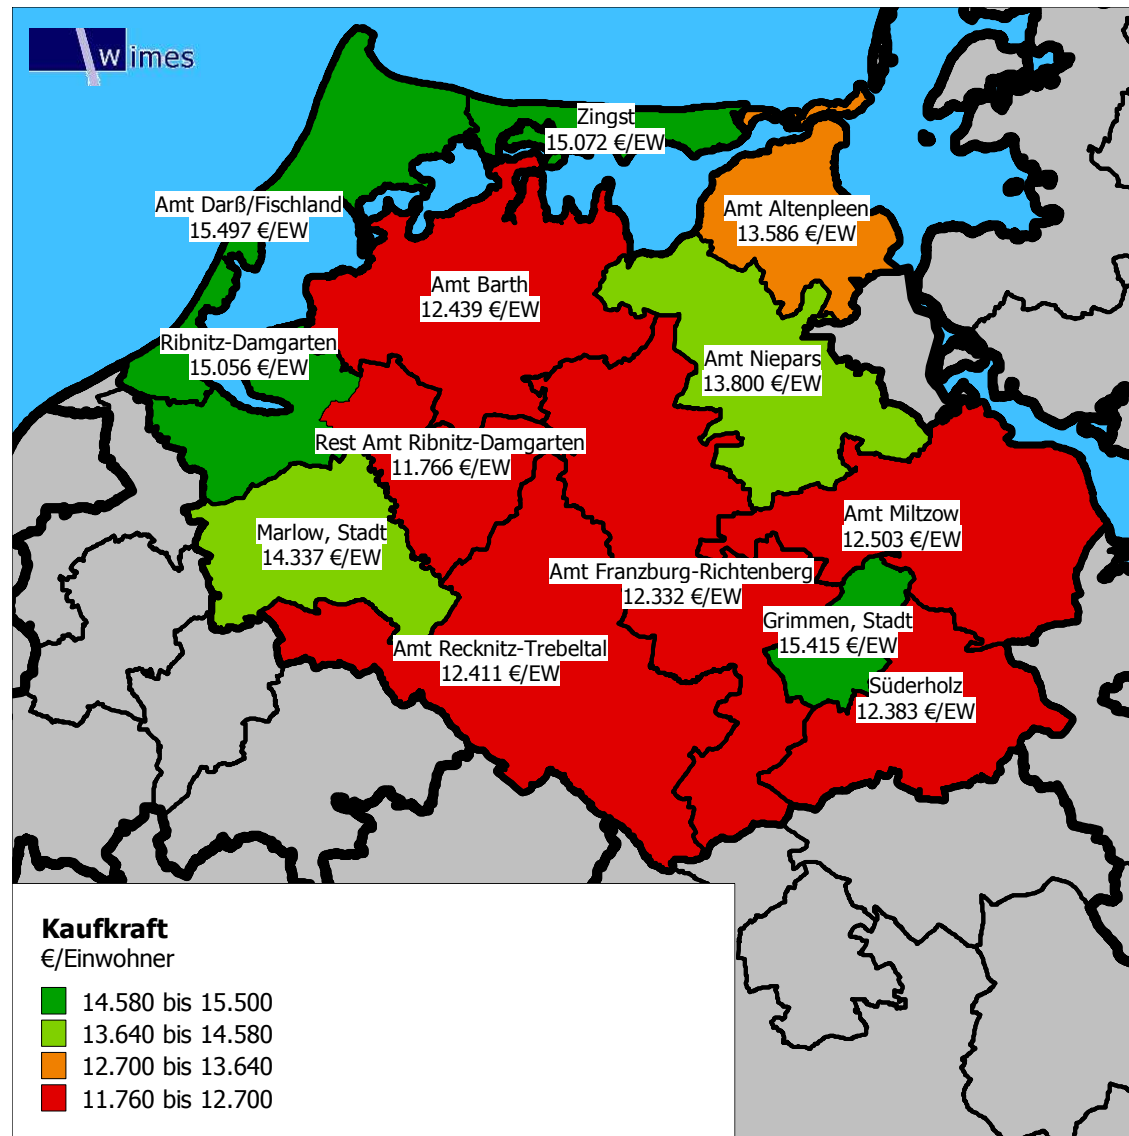 wimes
Zingst
15.072 €/EW
Amt Darß/Fischland
15.497 €/EW
Amt Altenpleen
13.586 €/EW
Amt Barth
12.439 €/EW
Ribnitz-Damgarten
15.056 €/EW
Amt Niepars
13.800 €/EW
Rest Amt Ribnitz-Damgarten
11.766 €/EW
Marlow, Stadt
14.337 €/EW
Amt Miltzow
12.503 €/EW
Amt Franzburg-Richtenberg
12.332 €/EW
Grimmen, Stadt
15.415 €/EW
Amt Recknitz-Trebeltal
12.411 €/EW
Süderholz
12.383 €/EW
Kaufkraft
€/Einwohner
14.580 bis 15.500
13.640 bis 14.580
12.700 bis 13.640
11.760 bis 12.700